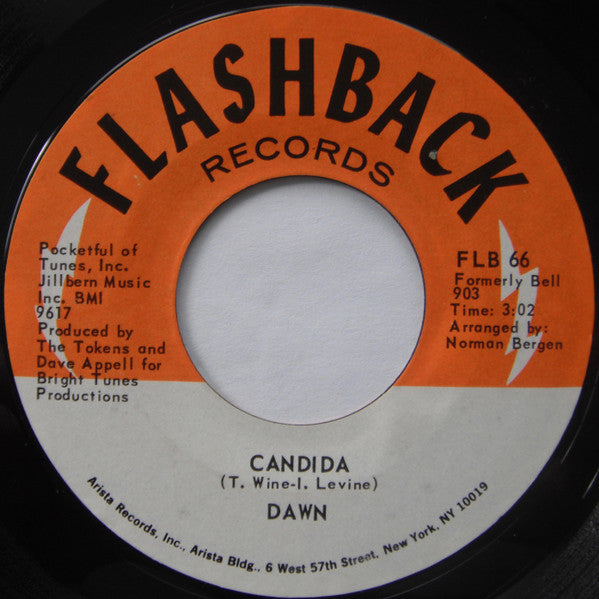 FLASHBACK
RECORDS
Pocketful of
Tunes, Inc.
Jillbern Music
Inc. BMI
9617
Produced by
The Tokens and
Dave Appell for
Bright Tunes
Productions
FLB 66
Formerly Bell
903
Time: 3:02
Arranged by:
Norman Bergen
CANDIDA
(T. Wine-I. Levine)
DAWN
Arista Records, Inc., Arista Bldg., 6 West 57th Street, New York, NY 10019